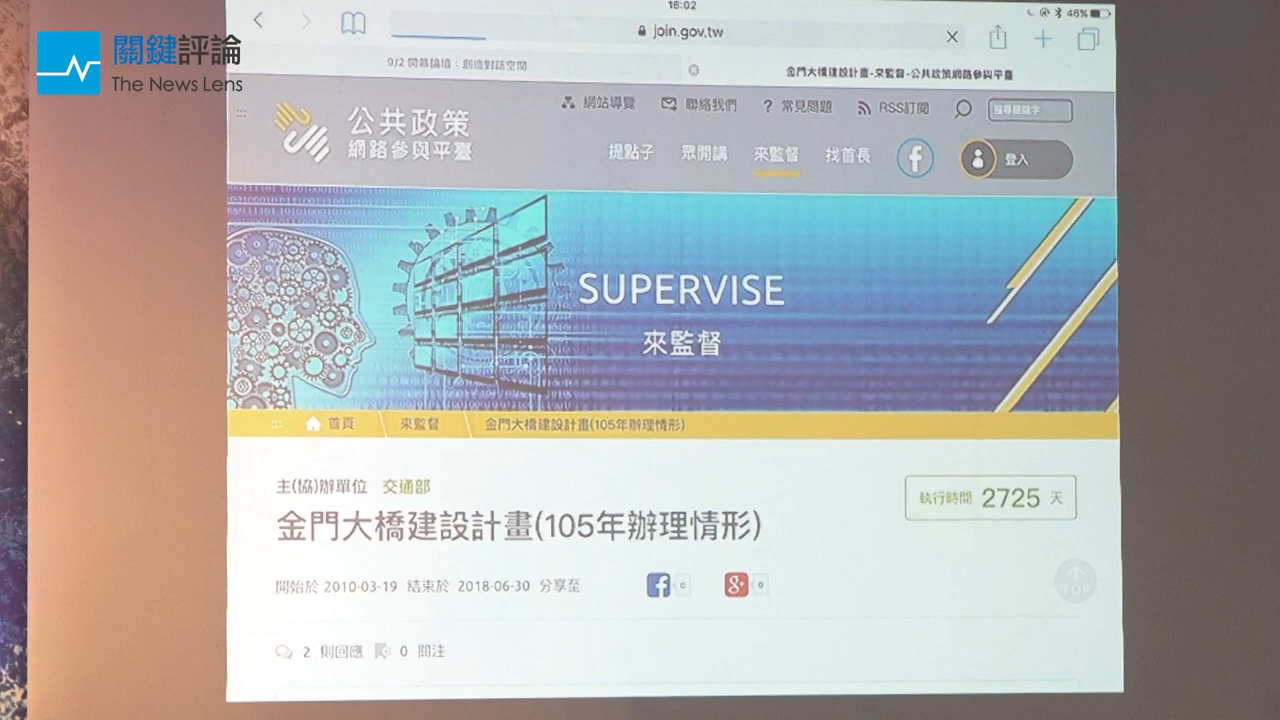 關鍵評論
The News Lens
16:02
46%
join.gov.tw
9/2 開幕論壇：創造對話空間
金門大橋建設計畫-來監督-公共政策網路參與平臺
網站導覽 聯絡我們 ? 常見問題 RSS訂閱 搜尋關鍵字
公共政策
網路參與平臺
提點子 眾開講 來監督 找首長 登入
SUPERVISE
來監督
首頁 來監督 金門大橋建設計畫(105年辦理情形)
主(協)辦單位 交通部
執行時間 2725 天
金門大橋建設計畫(105年辦理情形)
開始於 2010-03-19 結束於 2018-06-30 分享至 0 0
TOP
2 則回應 0 關注